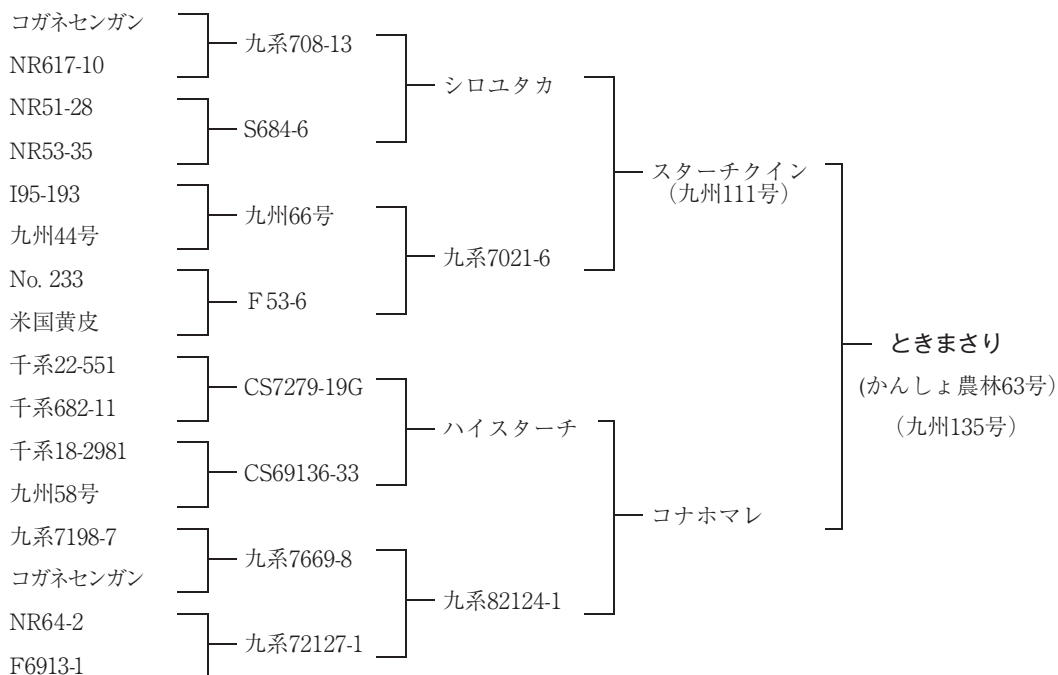 コガネセンガン
NR617-10
NR51-28
NR53-35
I95-193
九州44号
No. 233
米国黄皮
千系22-551
千系682-11
千系18-2981
九州58号
九系7198-7
コガネセンガン
NR64-2
F6913-1
九系708-13
S684-6
九州66号
F53-6
CS7279-19G
CS69136-33
九系7669-8
九系72127-1
シロユタカ
九系7021-6
ハイスターチ
九系82124-1
スターチクイン
（九州111号）
コナホマレ
ときまさり
(かんしょ農林63号)
（九州135号）